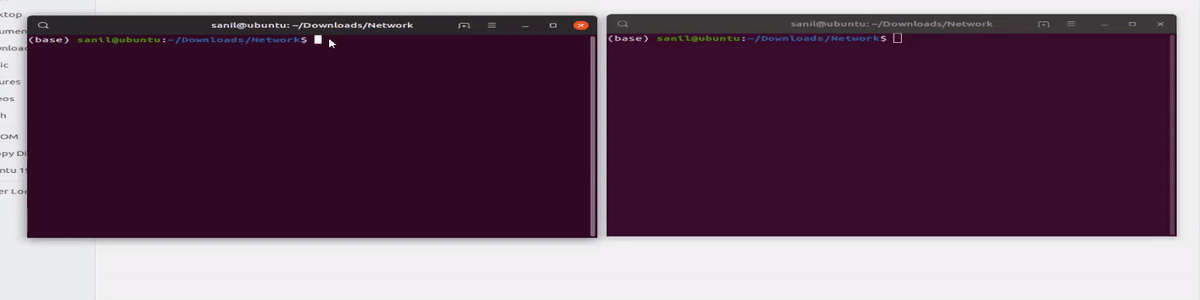 sanil@ubuntu: ~/Downloads/Network
(base) sanil@ubuntu:~/Downloads/Network$
sanil@ubuntu: ~/Downloads/Network
(base) sanil@ubuntu:~/Downloads/Network$
ktop
umen
wnloa
ic
ures
eos
h
OM
opy Di
ntu 1
er Lo